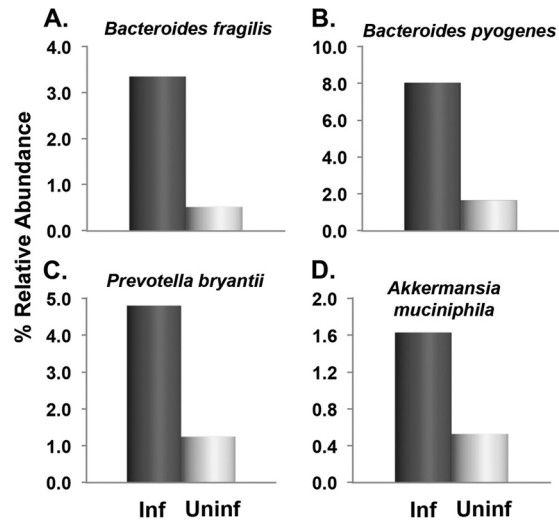 A.
Bacteroides fragilis
4.0
3.0
2.0
1.0
0.0
B.
Bacteroides pyogenes
10.0
8.0
6.0
4.0
2.0
0.0
% Relative Abundance
C.
Prevotella bryantii
5.0
4.0
3.0
2.0
1.0
0.0
Inf Uninf
D.
Akkermansia
muciniphila
2.0
1.6
1.2
0.8
0.4
0.0
Inf Uninf